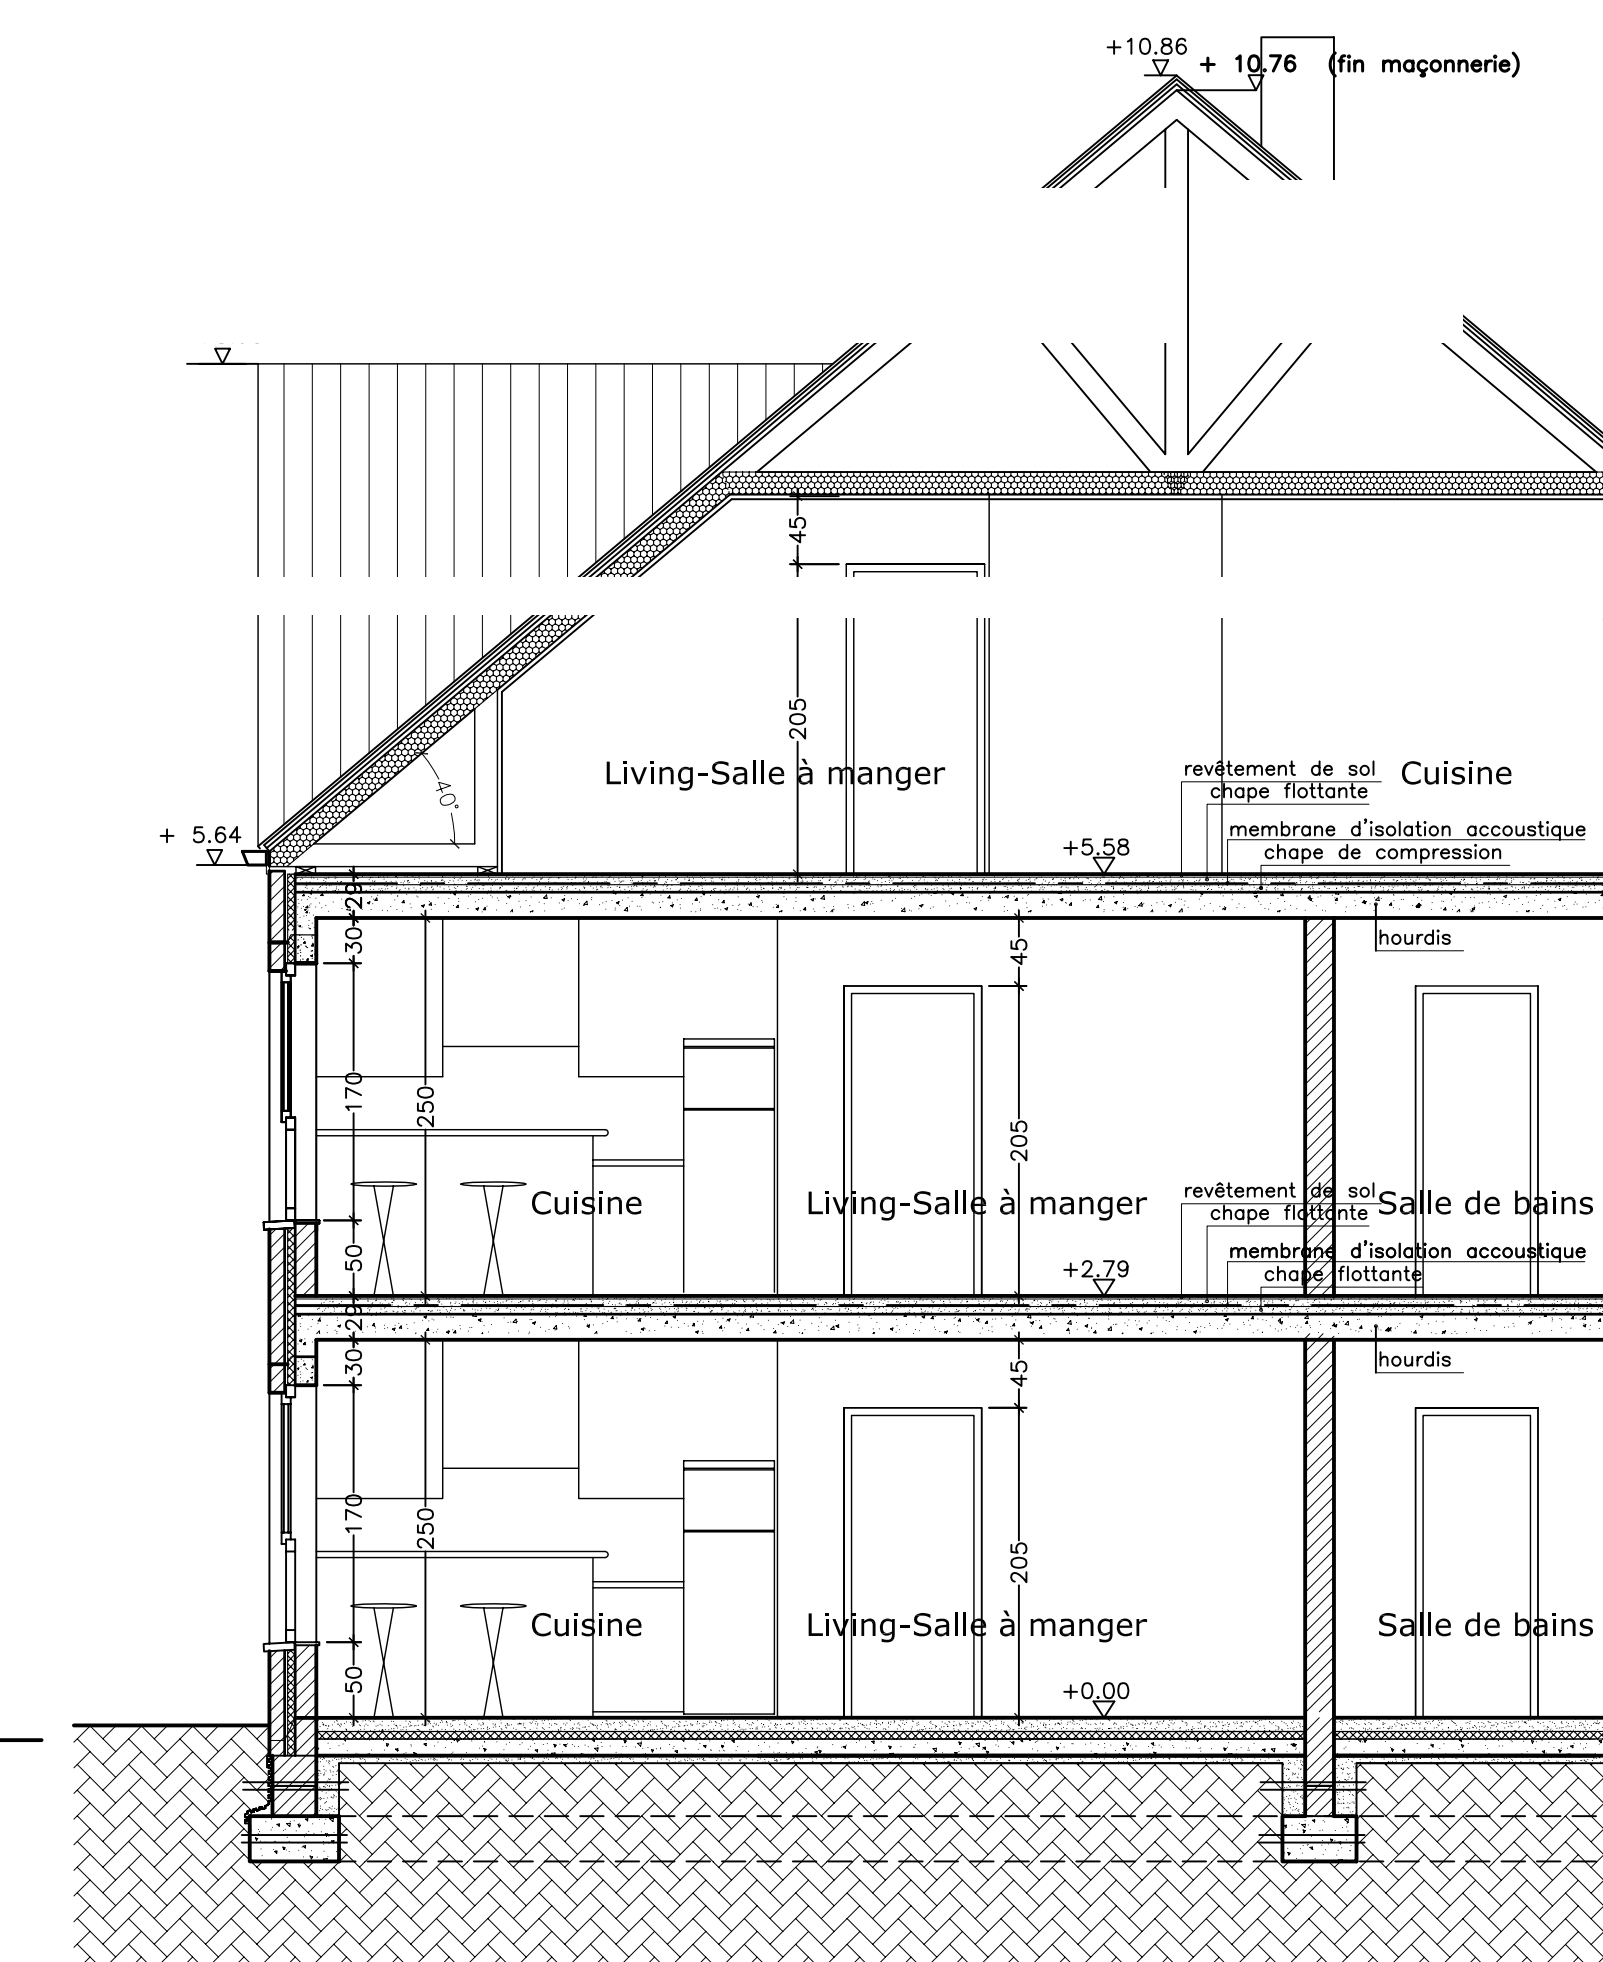 +10.86
+ 10.76 (fin maçonnerie)
45
205
Living-Salle à manger
revêtement de sol
Cuisine
chape flottante
40°
+ 5.64
membrane d'isolation accoustique
+5.58
chape de compression
29
30
45
hourdis
170
250
205
Cuisine
Living-Salle à manger
revêtement de sol
Salle de bains
chape flottante
50
membrane d'isolation accoustique
+2.79
chape flottante
29
30
45
hourdis
170
250
205
Cuisine
Living-Salle à manger
Salle de bains
50
+0.00